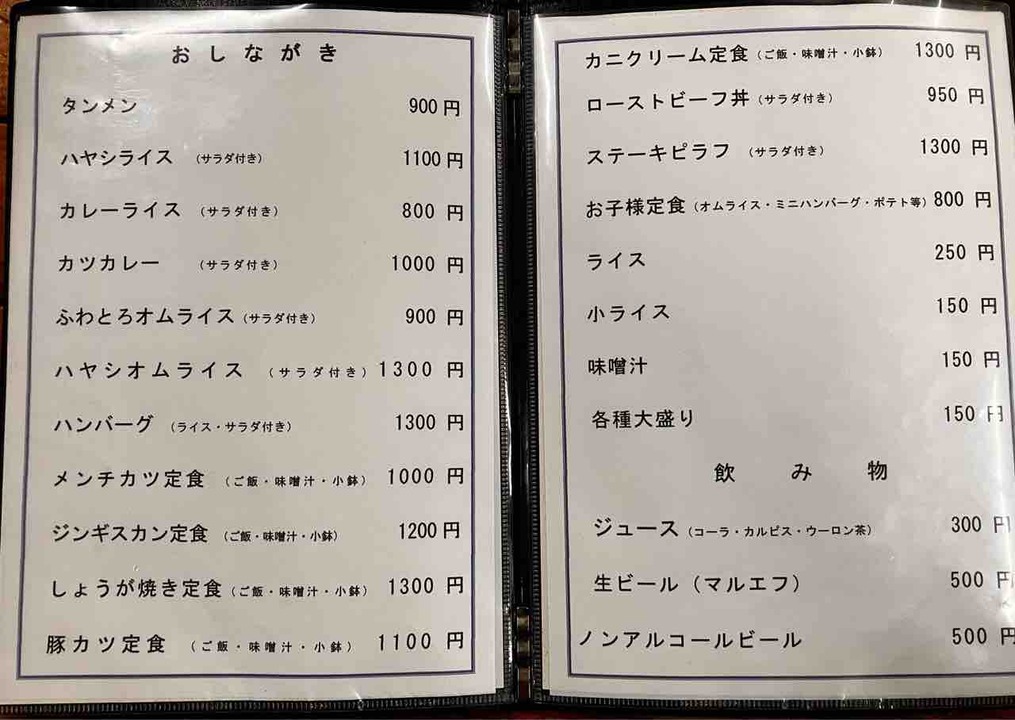 おしながき
タンメン 900円
ハヤシライス (サラダ付き) 1100円
カレーライス (サラダ付き) 800 円
カツカレー (サラダ付き) 1000 円
ふわとろオムライス(サラダ付き) 900 円
ハヤシオムライス (サラダ付き) 1300 円
ハンバーグ (ライス・サラダ付き) 1300 円
メンチカツ定食 (ご飯・味噌汁・小鉢) 1000 円
ジンギスカン定食 (ご飯・味噌汁・小鉢) 1200円
しょうが焼き定食(ご飯・味噌汁・小鉢) 1300 円
豚カツ定食 (ご飯・味噌汁・小鉢) 1100 円
カニクリーム定食(ご飯・味噌汁・小鉢) 1300 円
ローストビーフ丼(サラダ付き) 950 円
ステーキピラフ (サラダ付き) 1300 円
お子様定食(オムライス・ミニハンバーグ・ポテト等) 800 円
ライス 250 円
小ライス 150 円
味噌汁 150 円
各種大盛り 150 円
飲み物
ジュース(コーラ・カルピス・ウーロン茶) 300 円
生ビール(マルエフ) 500 円
ノンアルコールビール 500 円